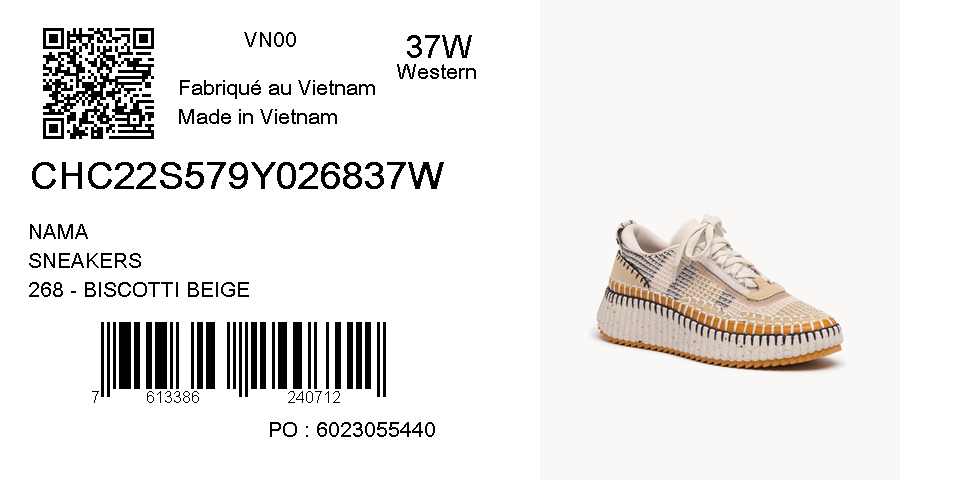 VN00
37W
Western
Fabriqué au Vietnam
Made in Vietnam
CHC22S579Y026837W
NAMA
SNEAKERS
268 - BISCOTTI BEIGE
7 613386 240712
PO : 6023055440